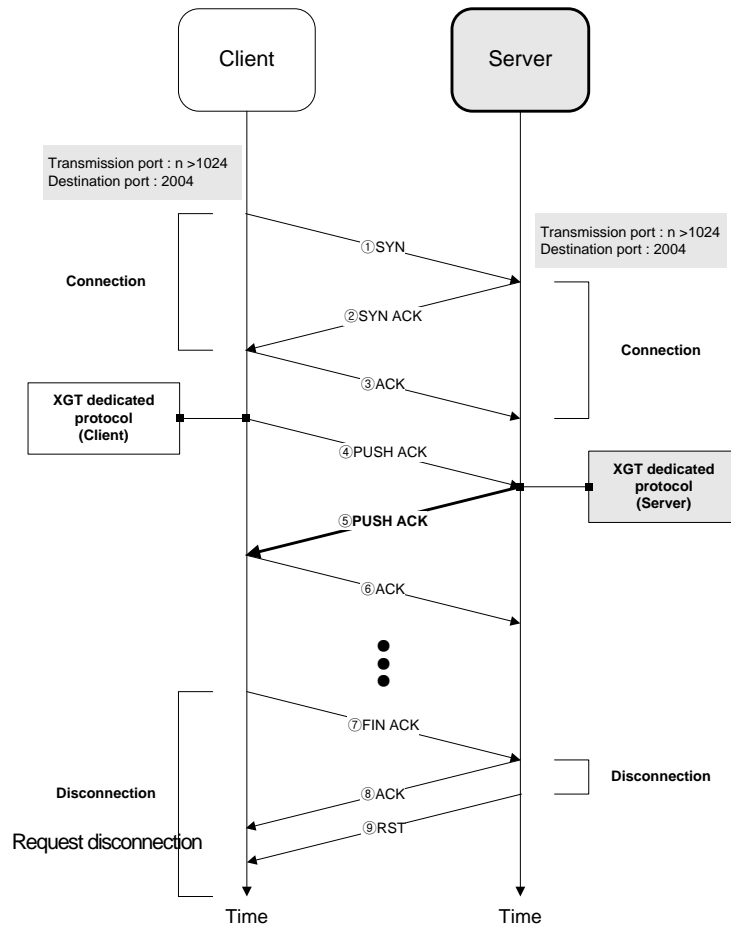 Client
Server
Transmission port : n >1024
Destination port : 2004
Transmission port : n >1024
Destination port : 2004
①SYN
Connection
②SYN ACK
Connection
③ACK
XGT dedicated
protocol
(Client)
④PUSH ACK
XGT dedicated
protocol
(Server)
⑤PUSH ACK
⑥ACK
⑦FIN ACK
Disconnection
Disconnection
⑧ACK
⑨RST
Request disconnection
Time
Time